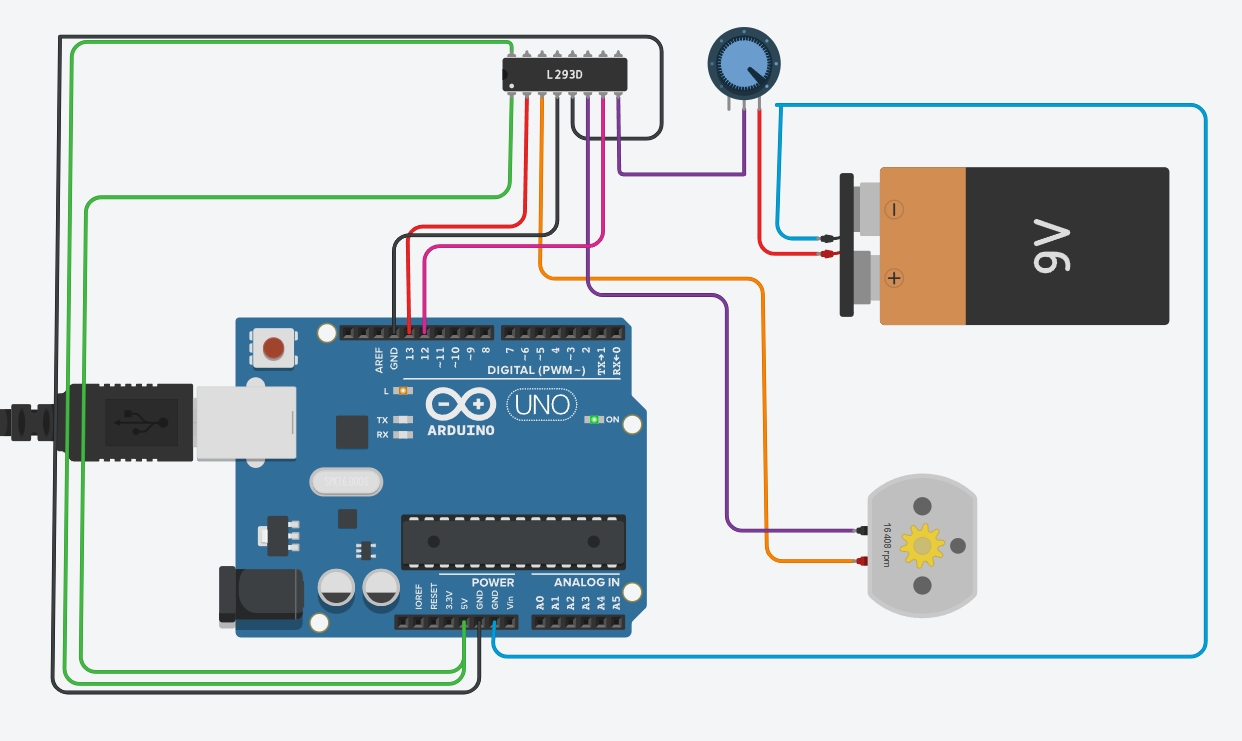 L293D
9V
AREF
GND
13
12
~11
~10
~9
8
7
~6
~5
4
~3
2
TX→1
RX←0
DIGITAL (PWM~)
L
TX
RX
UNO
ON
ARDUINO
16408 rpm
POWER
ANALOG IN
IOREF
RESET
3.3V
5V
GND
GND
Vin
A0
A1
A2
A3
A4
A5